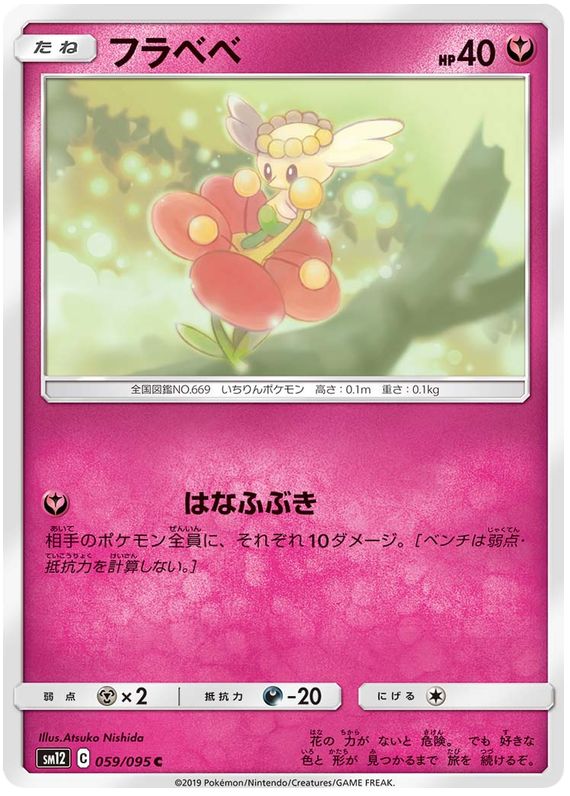 たね フラベベ HP40
全国図鑑NO.669 いちりんポケモン 高さ:0.1m 重さ:0.1kg
はなふぶき
相手のポケモン全員に、それぞれ10ダメージ。[ベンチは弱点・
抵抗力を計算しない。]
弱点 ×2 抵抗力 -20 にげる
Illus.Atsuko Nishida
SM12 C 059/095 C
花の 力が ないと 危険。 でも 好きな
色と 形が 見つかるまで 旅を 続けるぞ。
©2019 Pokémon/Nintendo/Creatures/GAME FREAK.